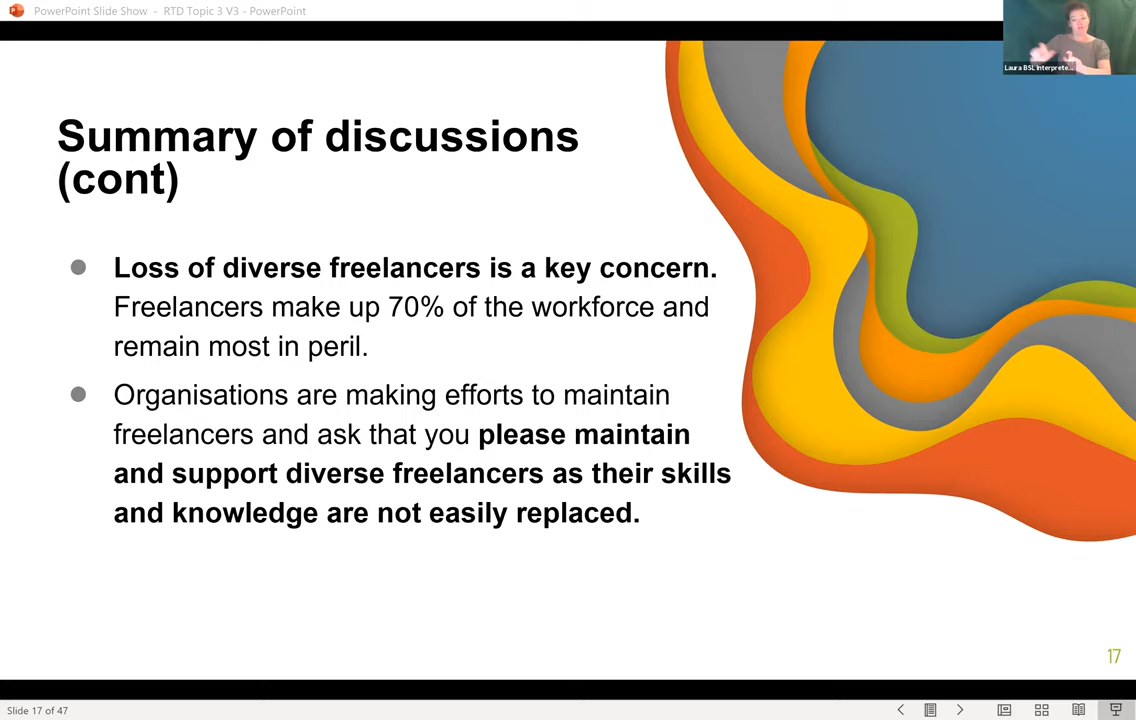 PowerPoint Slide Show - RTD Topic 3 V3 - PowerPoint
Laura BSL Interprete...
Summary of discussions
(cont)
Loss of diverse freelancers is a key concern.
Freelancers make up 70% of the workforce and
remain most in peril.
Organisations are making efforts to maintain
freelancers and ask that you please maintain
and support diverse freelancers as their skills
and knowledge are not easily replaced.
17
Slide 17 of 47